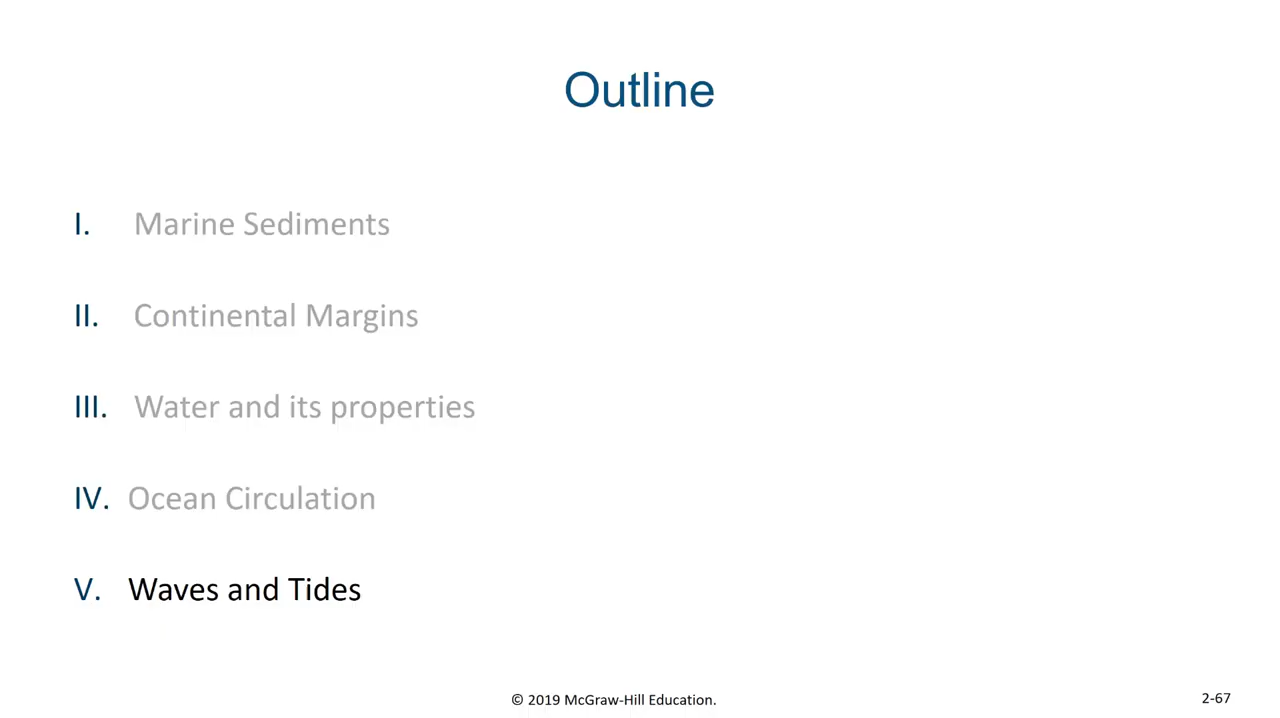 Outline
I. Marine Sediments
II. Continental Margins
III. Water and its properties
IV. Ocean Circulation
V. Waves and Tides
© 2019 McGraw-Hill Education.
2-67